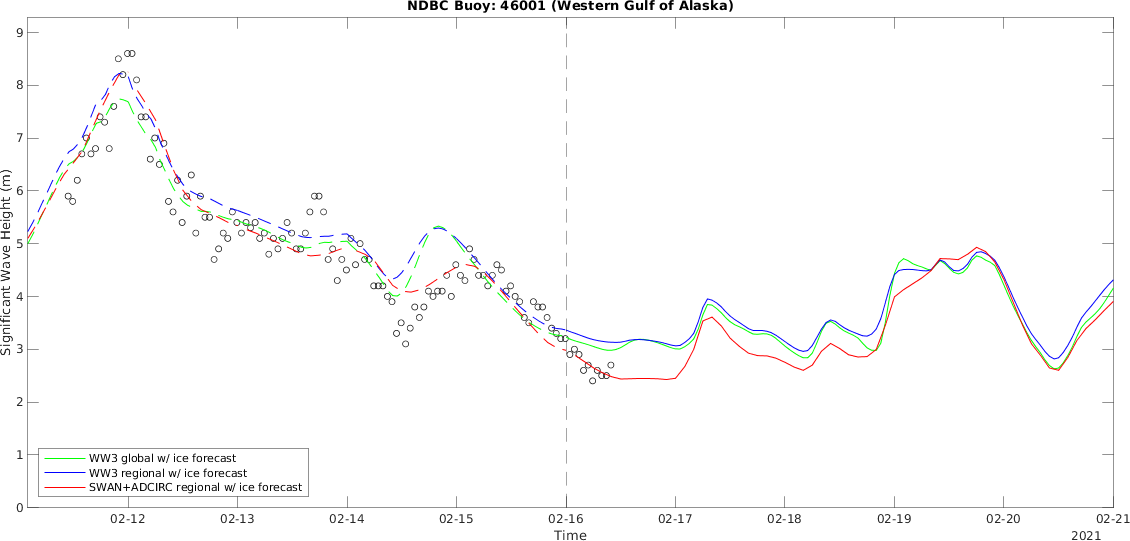 NDBC Buoy: 46001 (Western Gulf of Alaska)
Significant Wave Height (m)
9
8
7
6
5
4
3
2
1
0
WW3 global w/ ice forecast
WW3 regional w/ ice forecast
SWAN+ADCIRC regional w/ ice forecast
02-12 02-13 02-14 02-15 02-16 02-17 02-18 02-19 02-20 02-21
Time
2021